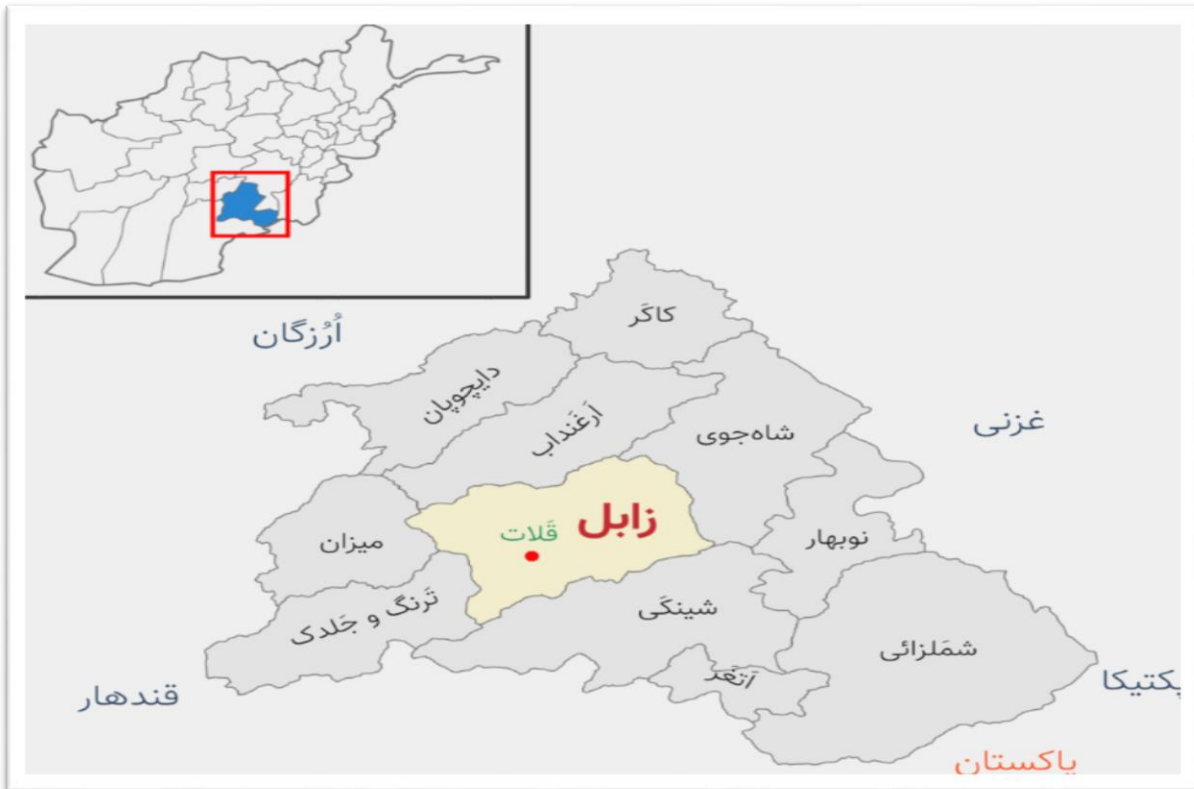 کاکَر
اُرُزگان
دایچوپان
اَرغَنداب
شاه‌جوی
غزنی
زابل
قَلات
میزان
نوبهار
تَرنگ و جَلدک
شینکَی
شمَلزائی
اَتغَر
قندهار
پکتیکا
پاکستان